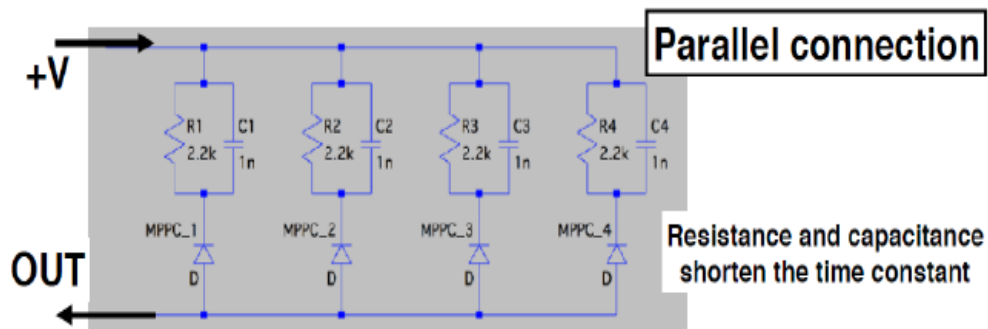 Parallel connection
+V
R1 C1 R2 C2 R3 C3 R4 C4
2.2k 1n 2.2k 1n 2.2k 1n 2.2k 1n
MPPC_1 MPPC_2 MPPC_3 MPPC_4
D D D D
OUT
Resistance and capacitance
shorten the time constant